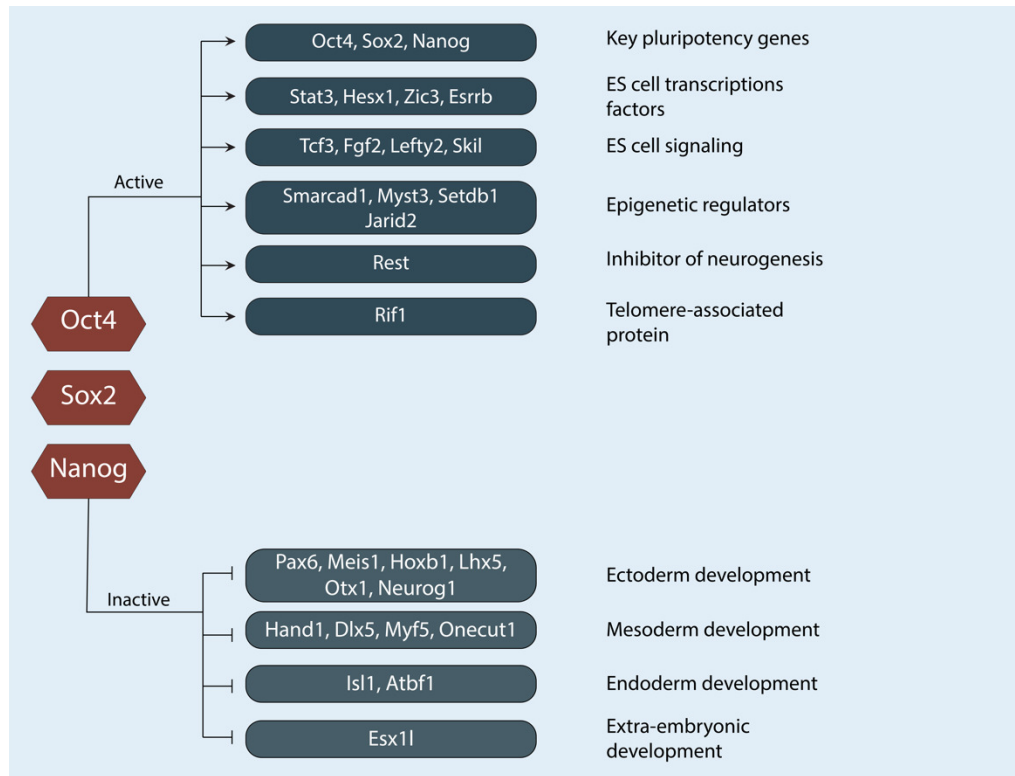 Oct4, Sox2, Nanog
Key pluripotency genes
Stat3, Hesx1, Zic3, Esrrb
ES cell transcriptions
factors
Tcf3, Fgf2, Lefty2, Skil
ES cell signaling
Active
Smarcad1, Myst3, Setdb1
Jarid2
Epigenetic regulators
Rest
Inhibitor of neurogenesis
Rif1
Telomere-associated
protein
Oct4
Sox2
Nanog
Inactive
Pax6, Meis1, Hoxb1, Lhx5,
Otx1, Neurog1
Ectoderm development
Hand1, Dlx5, Myf5, Onecut1
Mesoderm development
Isl1, Atbf1
Endoderm development
Esx1l
Extra-embryonic
development